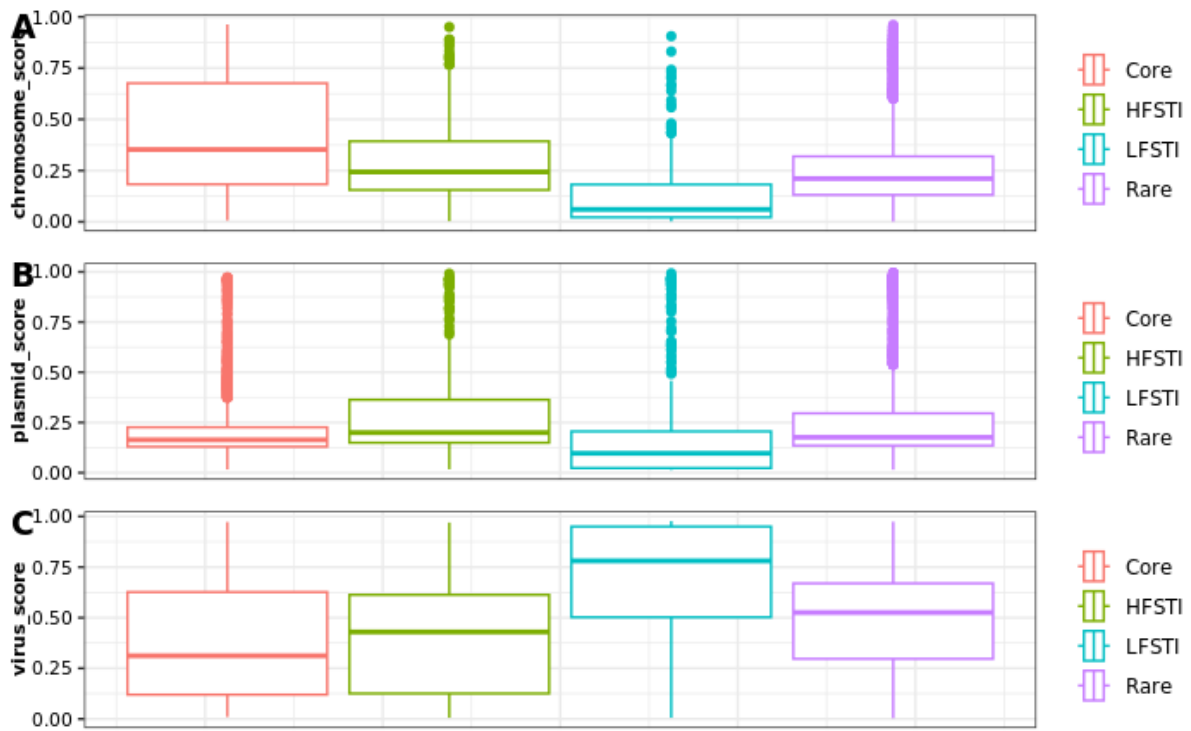 A
chromosome_score
1.00
0.75
0.50
0.25
0.00
Core
HFSTI
LFSTI
Rare
B
plasmid_score
1.00
0.75
0.50
0.25
0.00
Core
HFSTI
LFSTI
Rare
C
virus_score
1.00
0.75
0.50
0.25
0.00
Core
HFSTI
LFSTI
Rare